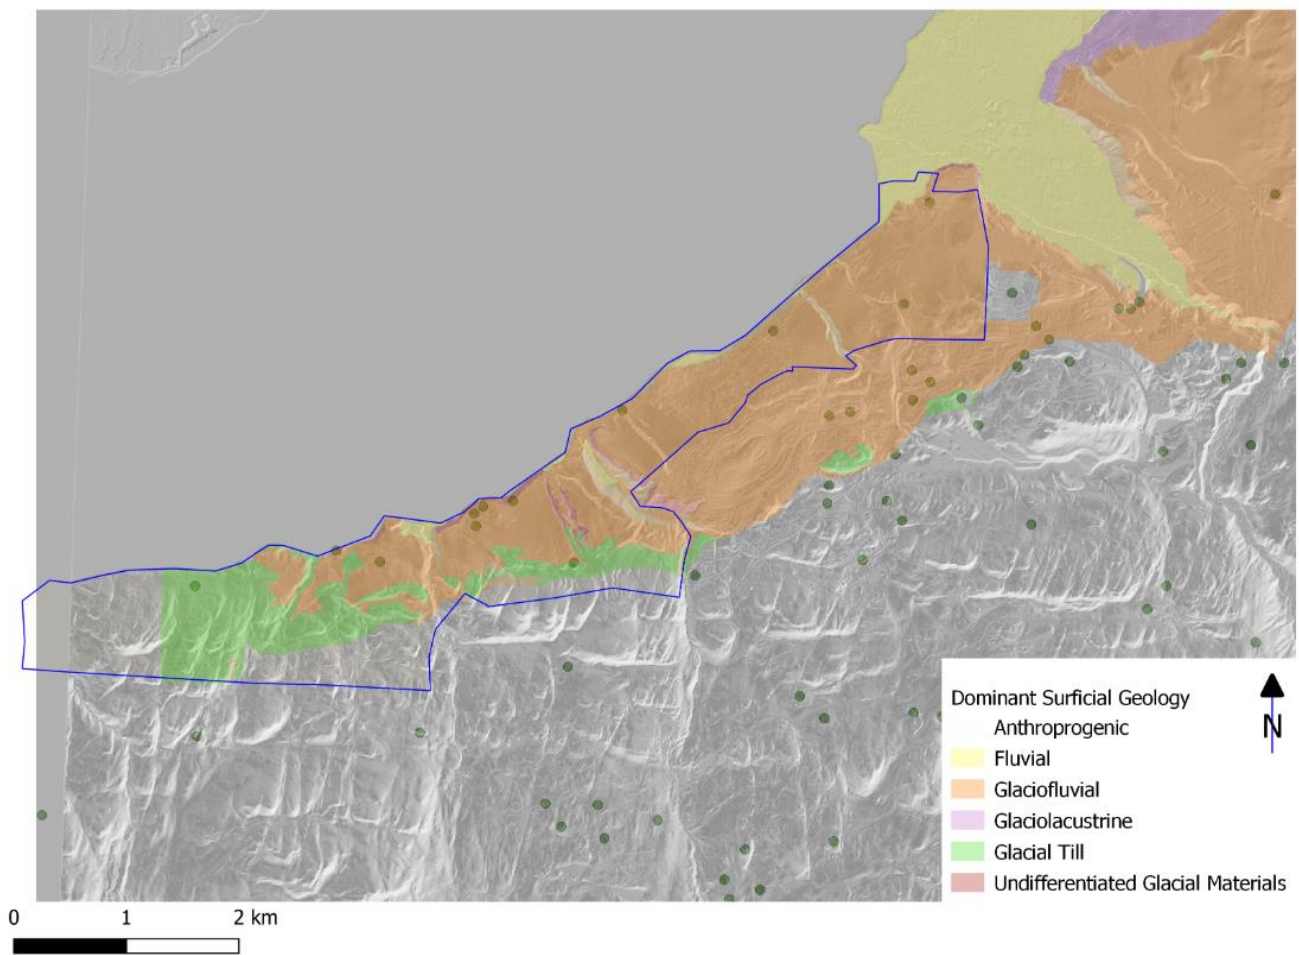 Dominant Surficial Geology
Anthroprogenic
Fluvial
Glaciofluvial
Glaciolacustrine
Glacial Till
Undifferentiated Glacial Materials
N
0 1 2 km